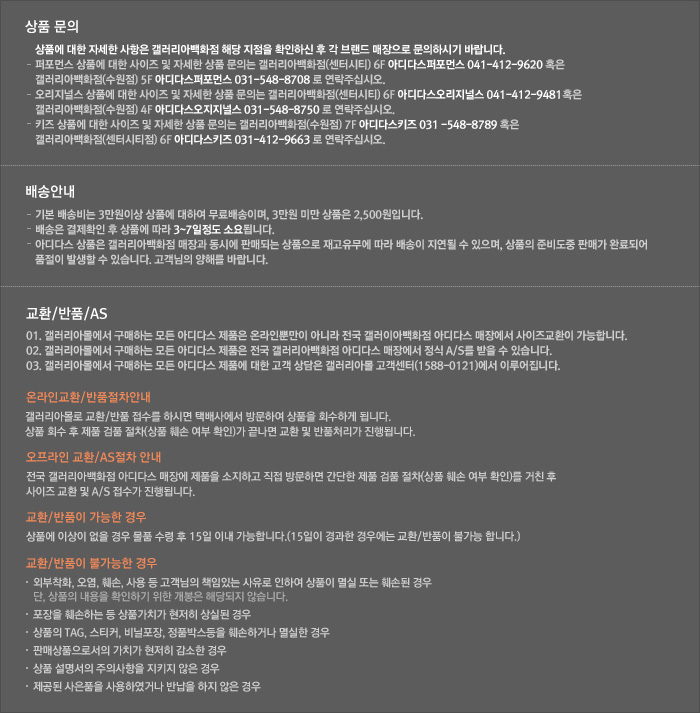 상품 문의
상품에 대한 자세한 사항은 갤러리아백화점 해당 지점을 확인하신 후 각 브랜드 매장으로 문의하시기 바랍니다.
- 퍼포먼스 상품에 대한 사이즈 및 자세한 상품 문의는 갤러리아백화점(센터시티) 6F 아디다스퍼포먼스 041-412-9620 혹은
갤러리아백화점(수원점) 5F 아디다스퍼포먼스 031-548-8708 로 연락주십시오.
- 오리지널스 상품에 대한 사이즈 및 자세한 상품 문의는 갤러리아백화점(센터시티) 6F 아디다스오리지널스 041-412-9481혹은
갤러리아백화점(수원점) 4F 아디다스오지지널스 031-548-8750 로 연락주십시오.
- 키즈 상품에 대한 사이즈 및 자세한 상품 문의는 갤러리아백화점(수원점) 7F 아디다스키즈 031 -548-8789 혹은
갤러리아백화점(센터시티점) 6F 아디다스키즈 031-412-9663 로 연락주십시오.
배송안내
- 기본 배송비는 3만원이상 상품에 대하여 무료배송이며, 3만원 미만 상품은 2,500원입니다.
- 배송은 결제확인 후 상품에 따라 3~7일정도 소요됩니다.
- 아디다스 상품은 갤러리아백화점 매장과 동시에 판매되는 상품으로 재고유무에 따라 배송이 지연될 수 있으며, 상품의 준비도중 판매가 완료되어
품절이 발생할 수 있습니다. 고객님의 양해를 바랍니다.
교환/반품/AS
01. 갤러리아몰에서 구매하는 모든 아디다스 제품은 온라인뿐만이 아니라 전국 갤러이아백화점 아디다스 매장에서 사이즈교환이 가능합니다.
02. 갤러리아몰에서 구매하는 모든 아디다스 제품은 전국 갤러리아백화점 아디다스 매장에서 정식 A/S를 받을 수 있습니다.
03. 갤러리아몰에서 구매하는 모든 아디다스 제품에 대한 고객 상담은 갤러리아몰 고객센터(1588-0121)에서 이루어집니다.
온라인교환/반품절차안내
갤러리아몰로 교환/반품 접수를 하시면 택배사에서 방문하여 상품을 회수하게 됩니다.
상품 회수 후 제품 검품 절차(상품 훼손 여부 확인)가 끝나면 교환 및 반품처리가 진행됩니다.
오프라인 교환/AS절차 안내
전국 갤러리아백화점 아디다스 매장에 제품을 소지하고 직접 방문하면 간단한 제품 검품 절차(상품 훼손 여부 확인)를 거친 후
사이즈 교환 및 A/S 접수가 진행됩니다.
교환/반품이 가능한 경우
상품에 이상이 없을 경우 물품 수령 후 15일 이내 가능합니다.(15일이 경과한 경우에는 교환/반품이 불가능 합니다.)
교환/반품이 불가능한 경우
· 외부착화, 오염, 훼손, 사용 등 고객님의 책임있는 사유로 인하여 상품이 멸실 또는 훼손된 경우
단, 상품의 내용을 확인하기 위한 개봉은 해당되지 않습니다.
· 포장을 훼손하는 등 상품가치가 현저히 상실된 경우
· 상품의 TAG, 스티커, 비닐포장, 정품박스등을 훼손하거나 멸실한 경우
· 판매상품으로서의 가치가 현저히 감소한 경우
· 상품 설명서의 주의사항을 지키지 않은 경우
· 제공된 사은품을 사용하였거나 반납을 하지 않은 경우